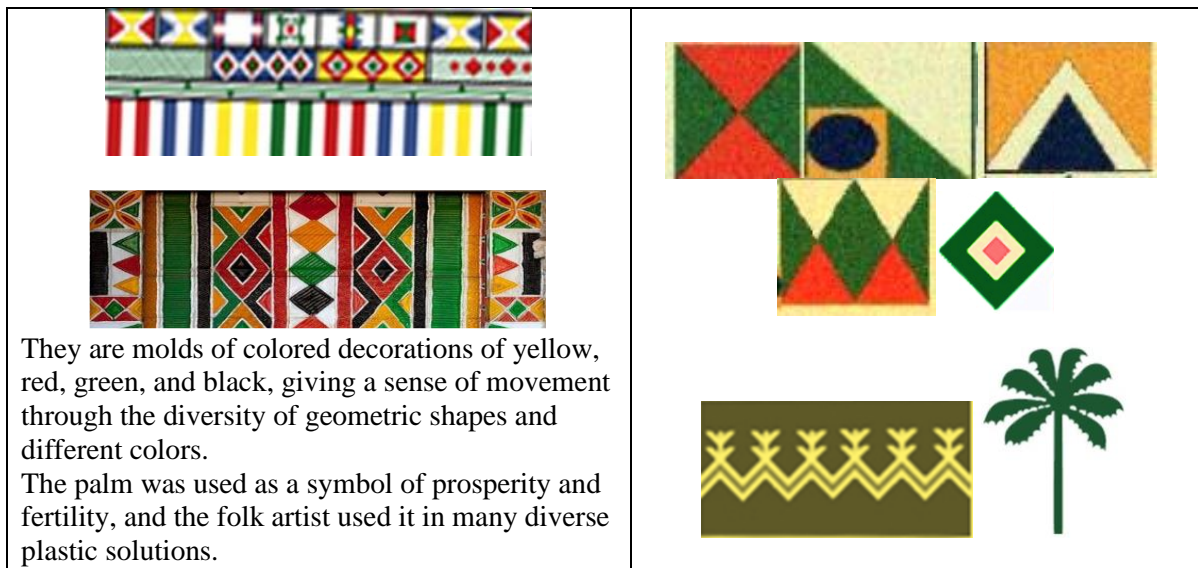 They are molds of colored decorations of yellow,
red, green, and black, giving a sense of movement
through the diversity of geometric shapes and
different colors.
The palm was used as a symbol of prosperity and
fertility, and the folk artist used it in many diverse
plastic solutions.